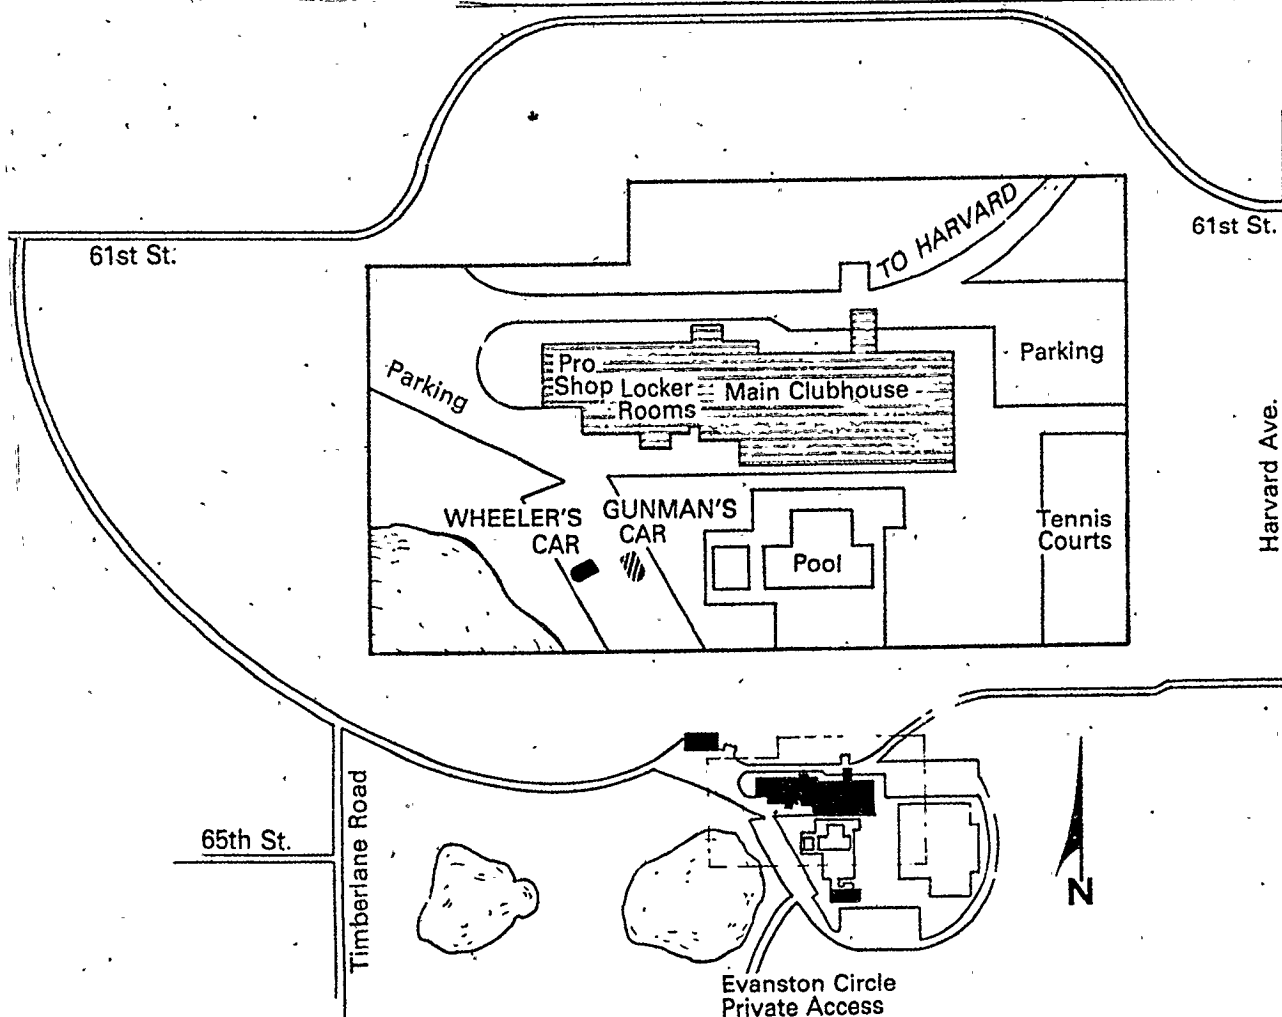 TO HARVARD
61st St.
61st St.
Parking
Pro
Shop
Locker
Rooms
Main Clubhouse
Parking
WHEELER'S
CAR
GUNMAN'S
CAR
Pool
Tennis
Courts
Harvard Ave.
65th St.
Timberlane Road
N
Evanston Circle
Private Access